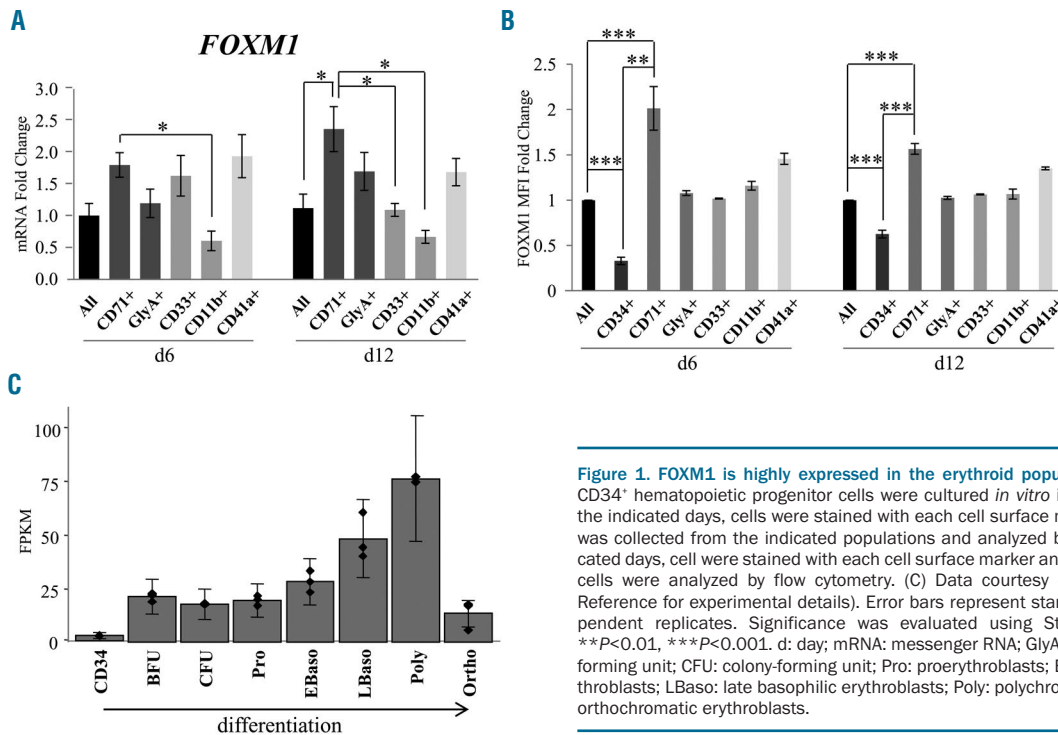 A
FOXM1
mRNA Fold Change
3.0
2.5
2.0
1.5
1.0
0.5
0.0
*
*
*
*
All
CD71+
GlyA+
CD33+
CD11b+
CD41a+
All
CD71+
GlyA+
CD33+
CD11b+
CD41a+
d6
d12
B
FOXM1 MFI Fold Change
2.5
2
1.5
1
0.5
0
***
**
***
***
***
***
All
CD34+
CD71+
GlyA+
CD33+
CD11b+
CD41a+
All
CD34+
CD71+
GlyA+
CD33+
CD11b+
CD41a+
d6
d12
C
FPKM
100
75
50
25
0
CD34
BFU
CFU
Pro
EBaso
LBaso
Poly
Ortho
differentiation
Figure 1. FOXM1 is highly expressed in the erythroid popu
CD34+ hematopoietic progenitor cells were cultured in vitro i
the indicated days, cells were stained with each cell surface
was collected from the indicated populations and analyzed b
cated days, cell were stained with each cell surface marker an
cells were analyzed by flow cytometry. (C) Data courtesy
Reference for experimental details). Error bars represent star
pendent replicates. Significance was evaluated using St
**P<0.01, ***P<0.001. d: day; mRNA: messenger RNA; GlyA
forming unit; CFU: colony-forming unit; Pro: proerythroblasts; E
throblasts; LBaso: late basophilic erythroblasts; Poly: polychro
orthochromatic erythroblasts.